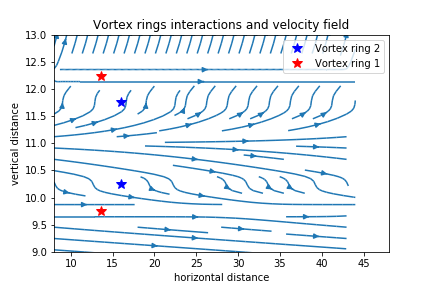 Vortex rings interactions and velocity field
Vortex ring 2
Vortex ring 1
13.0
12.5
12.0
11.5
11.0
10.5
10.0
9.5
9.0
vertical distance
10 15 20 25 30 35 40 45
horizontal distance